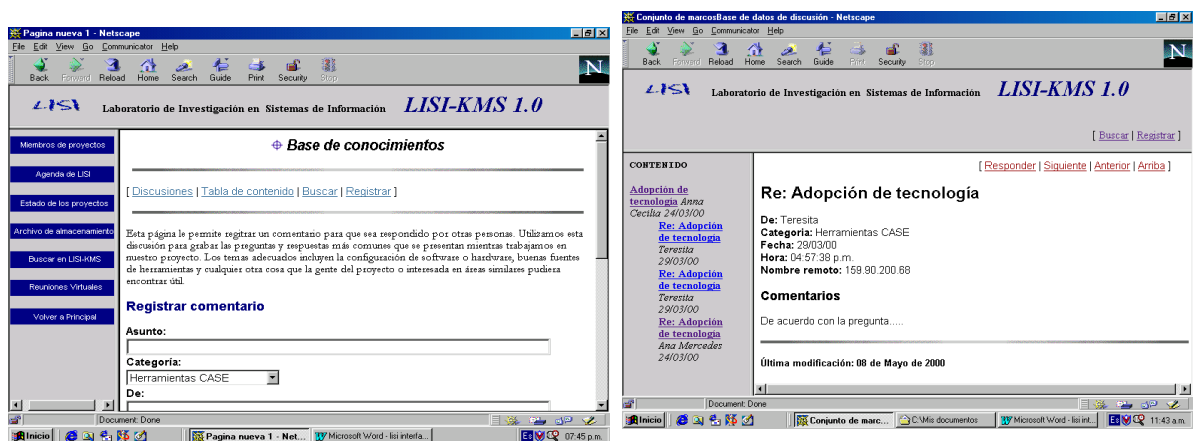 Pagina nueva 1 - Netscape
File Edit View Go Communicator Help
Back Forward Reload Home Search Guide Print Security Stop
N
LISI Laboratorio de Investigación en Sistemas de Información LISI-KMS 1.0
Miembros de proyectos
Agenda de LISI
Estado de los proyectos
Archivo de almacenamiento
Buscar en LISI-KMS
Reuniones Virtuales
Volver a Principal
Base de conocimientos
[ Discusiones | Tabla de contenido | Buscar | Registrar ]
Esta página le permite regitrar un comentario para que sea respondido por otras personas. Utilizamos esta
discusión para grabar las preguntas y respuestas más comunes que se presentan mientras trabajamos en
nuestro proyecto. Los temas adecuados incluyen la configuración de software o hardware, buenas fuentes
de herramientas y cualquier otra cosa que la gente del proyecto o interesada en áreas similares pudiera
encontrar útil.
Registrar comentario
Asunto:
Categoría:
Herramientas CASE
De:
Document: Done
Inicio Pagina nueva 1 - Net... Microsoft Word - lisi interfa... Es 07:45 p.m.
Conjunto de marcosBase de datos de discusión - Netscape
File Edit View Go Communicator Help
Back Forward Reload Home Search Guide Print Security Stop
N
LISI Laboratorio de Investigación en Sistemas de Información LISI-KMS 1.0
[ Buscar | Registrar ]
CONTENIDO
Adopción de
tecnología Anna
Cecilia 24/03/00
Re: Adopción
de tecnología
Teresita
29/03/00
Re: Adopción
de tecnología
Teresita
29/03/00
Re: Adopción
de tecnología
Ana Mercedes
24/03/00
[ Responder | Siguiente | Anterior | Arriba ]
Re: Adopción de tecnología
De: Teresita
Categoria: Herramientas CASE
Fecha: 29/03/00
Hora: 04:57:38 p.m.
Nombre remoto: 159.90.200.68
Comentarios
De acuerdo con la pregunta.....
Última modificación: 08 de Mayo de 2000
Document: Done
Inicio Conjunto de marc... C:\Mis documentos Microsoft Word - lisi int... Es 11:43 a.m.